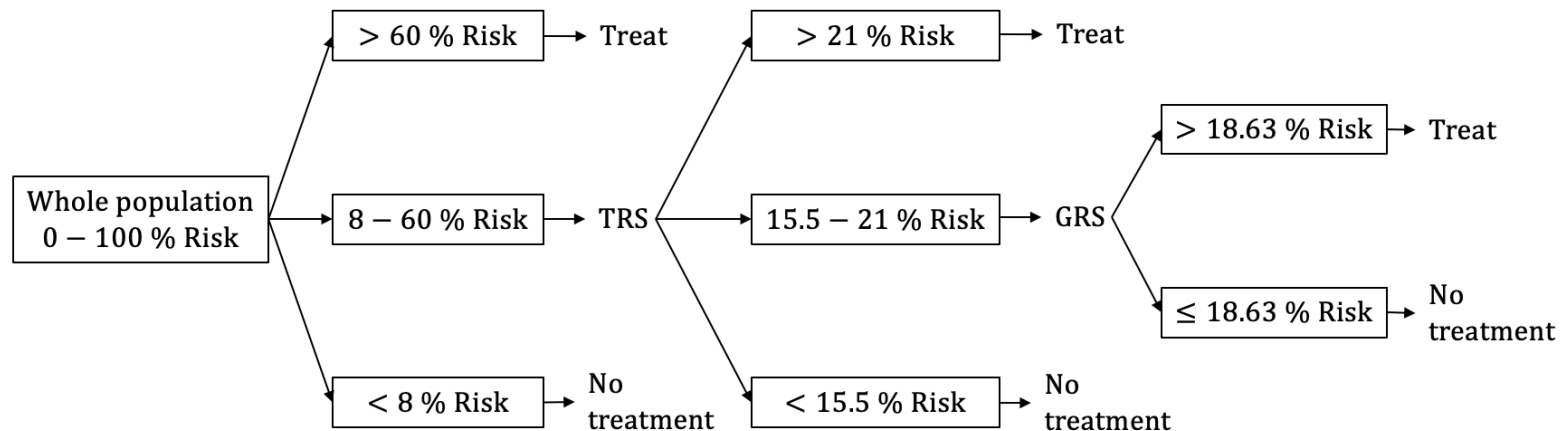 Whole population
0 − 100 % Risk
> 60 % Risk
Treat
8 − 60 % Risk
TRS
< 8 % Risk
No
treatment
> 21 % Risk
Treat
15.5 − 21 % Risk
GRS
< 15.5 % Risk
No
treatment
> 18.63 % Risk
Treat
≤ 18.63 % Risk
No
treatment